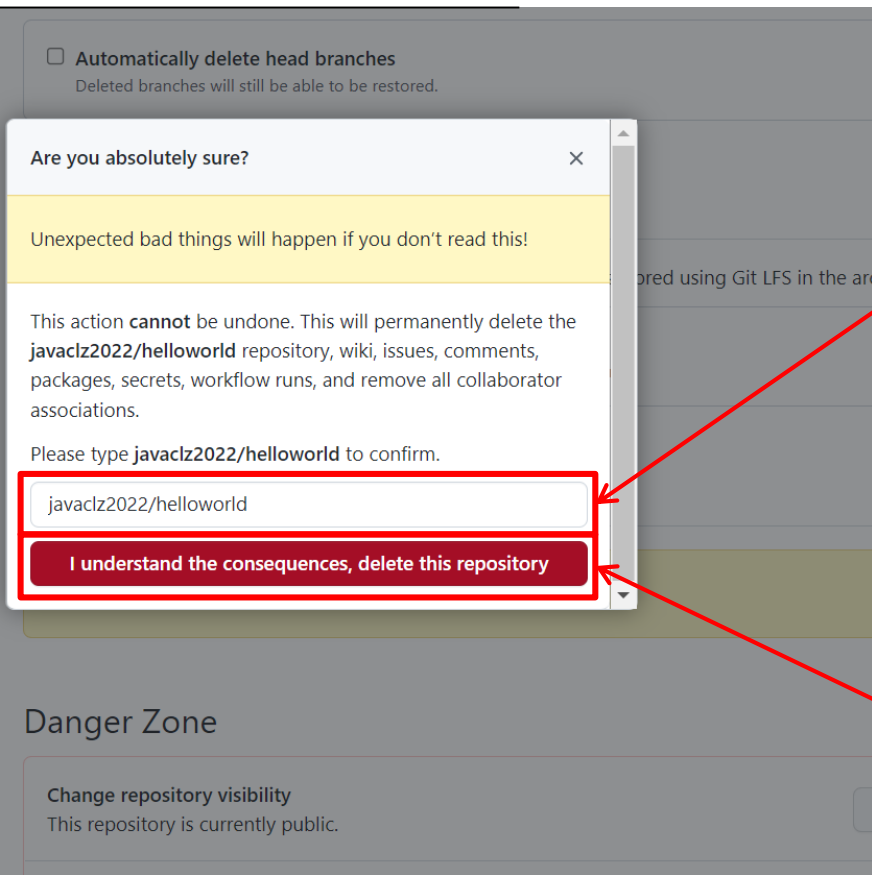 Automatically delete head branches
Deleted branches will still be able to be restored.
Are you absolutely sure?
Unexpected bad things will happen if you don’t read this!
ored using Git LFS in the
This action cannot be undone. This will permanently delete the
javaclz2022/helloworld repository, wiki, issues, comments,
packages, secrets, workflow runs, and remove all collaborator
associations.
Please type javaclz2022/helloworld to confirm.
javaclz2022/helloworld
I understand the consequences, delete this repository
Danger Zone
Change repository visibility
This repository is currently public.